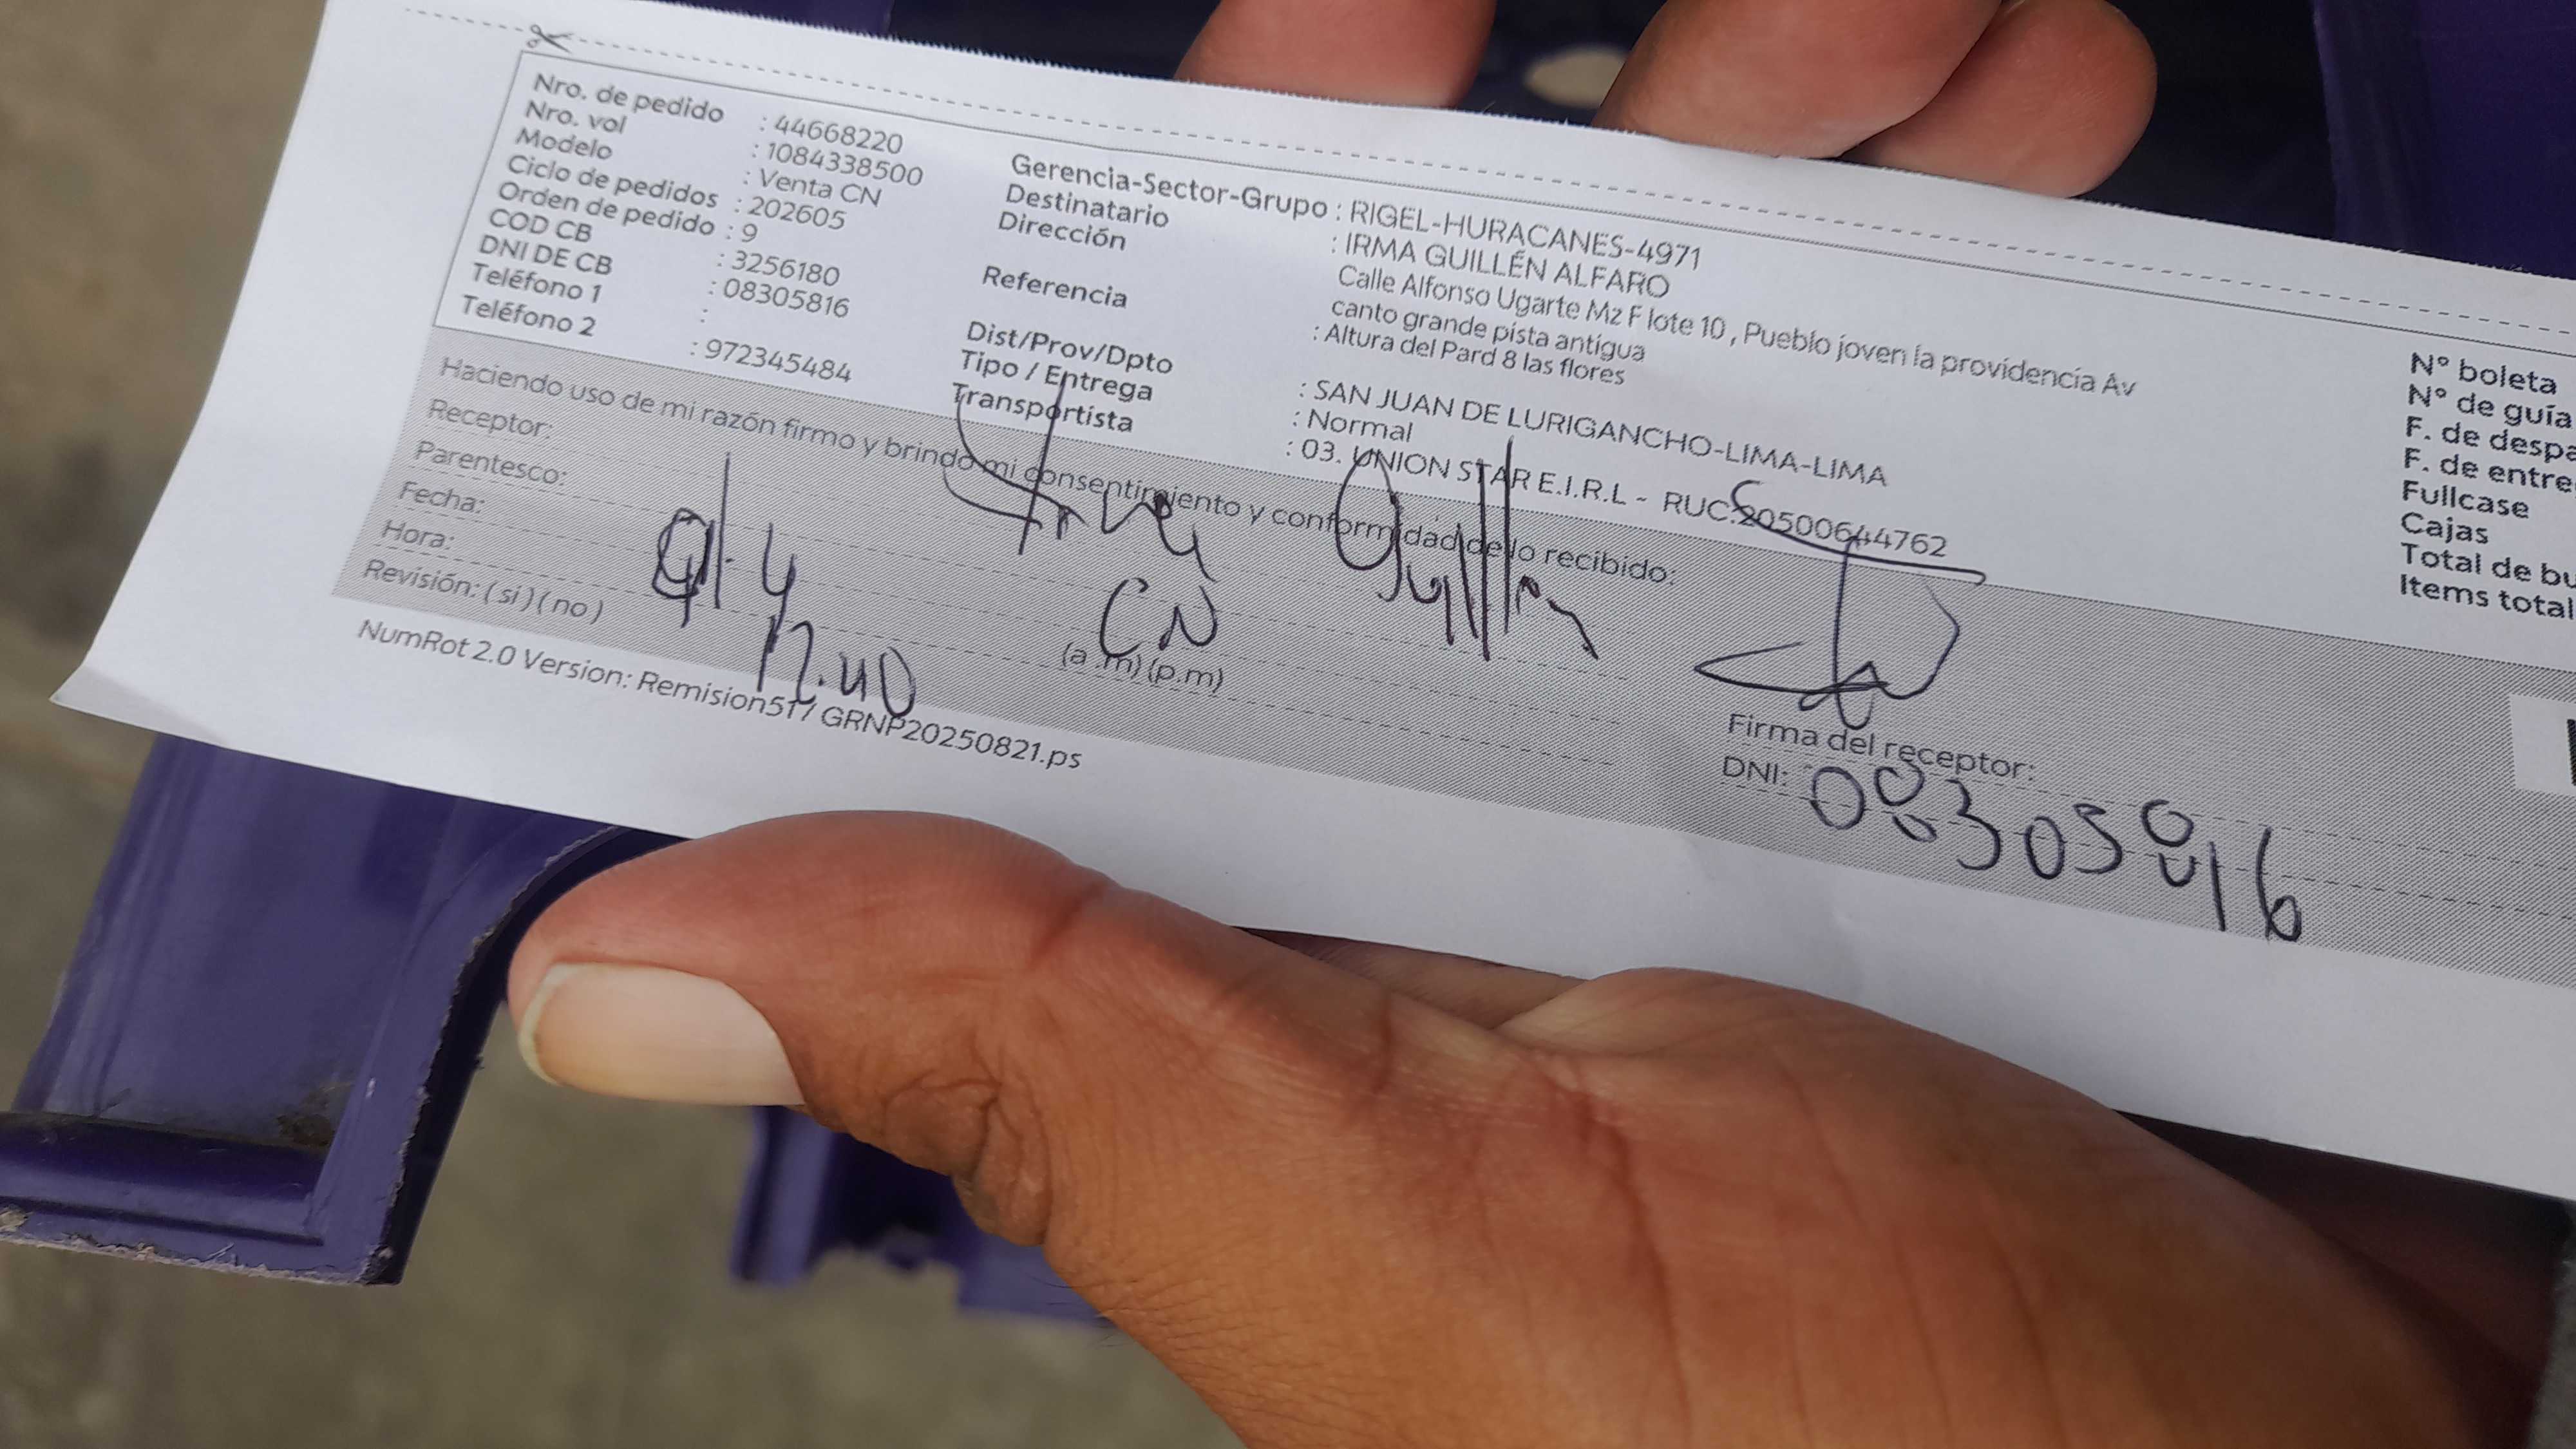 Nro. de pedido : 44668220
Nro. vol : 1084338500
Modelo : Venta CN
Ciclo de pedidos : 202605
Orden de pedido : 9
COD CB : 3256180
DNI DE CB : 08305816
Teléfono 1 :
Teléfono 2 : 972345484
Gerencia-Sector-Grupo : RIGEL-HURACANES-4971
Destinatario : IRMA GUILLÉN ALFARO
Dirección Calle Alfonso Ugarte Mz F lote 10 , Pueblo joven la providencia Av
canto grande pista antigua
Referencia : Altura del Pard 8 las flores
Dist/Prov/Dpto : SAN JUAN DE LURIGANCHO-LIMA-LIMA
Tipo / Entrega : Normal
Transportista : 03. UNION STAR E.I.R.L - RUC:20500644762
N° boleta
N° de guía
F. de despa
F. de entre
Fullcase
Cajas
Total de bu
Items total
Haciendo uso de mi razón firmo y brindo mi consentimiento y conformidad de lo recibido:
Receptor: Guillén
Parentesco: CN
Fecha:
Hora: 12.40 (a .m) (p.m)
Revisión: ( si ) ( no )
Firma del receptor:
DNI: 08305816
NumRot 2.0 Version: Remision517 GRNP20250821.ps